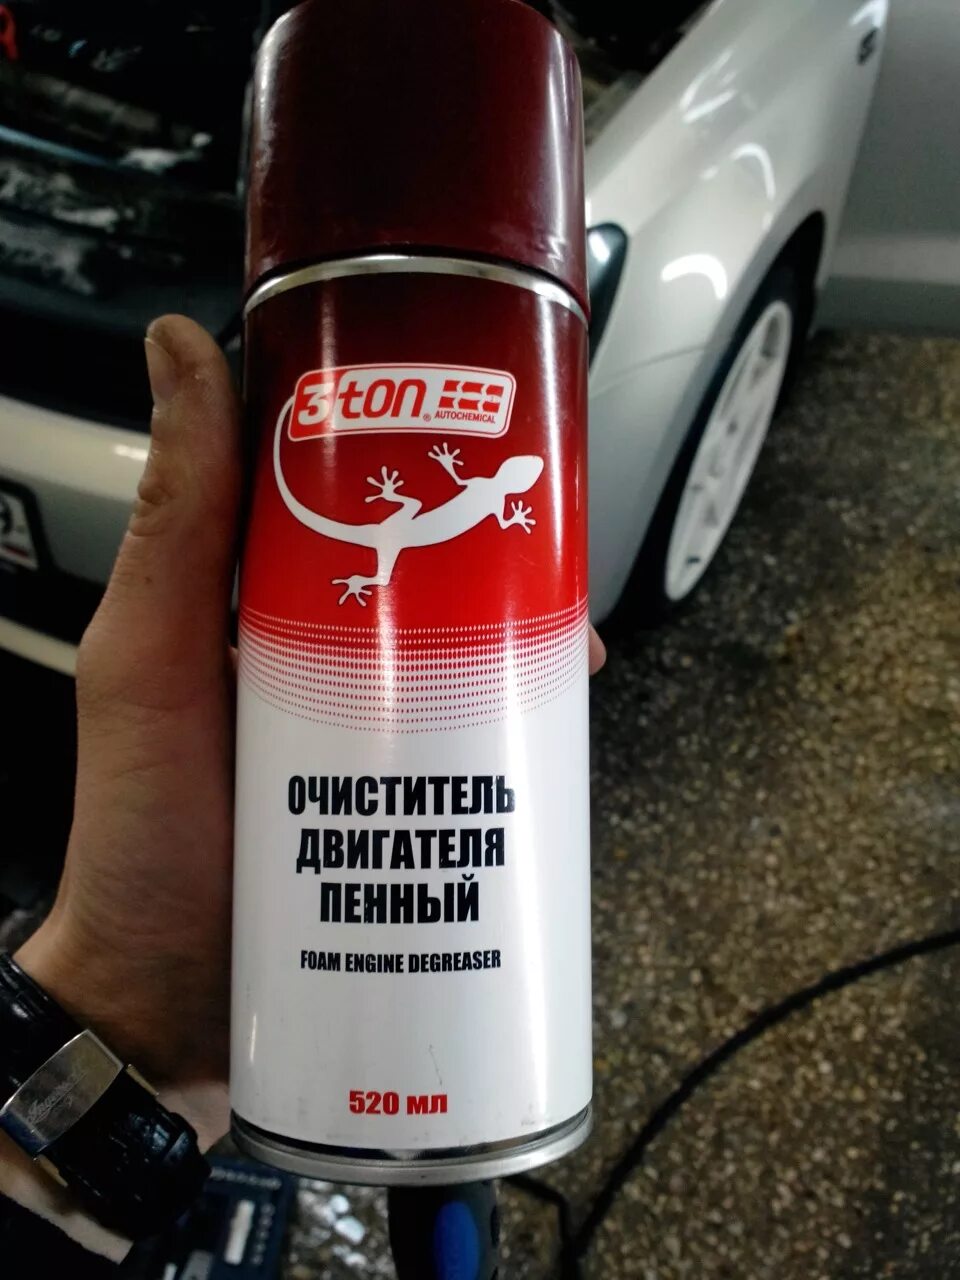 3ton®
AUTOCHEMICAL
ОЧИСТИТЕЛЬ
ДВИГАТЕЛЯ
ПЕННЫЙ
FOAM ENGINE DEGREASER
520 мл